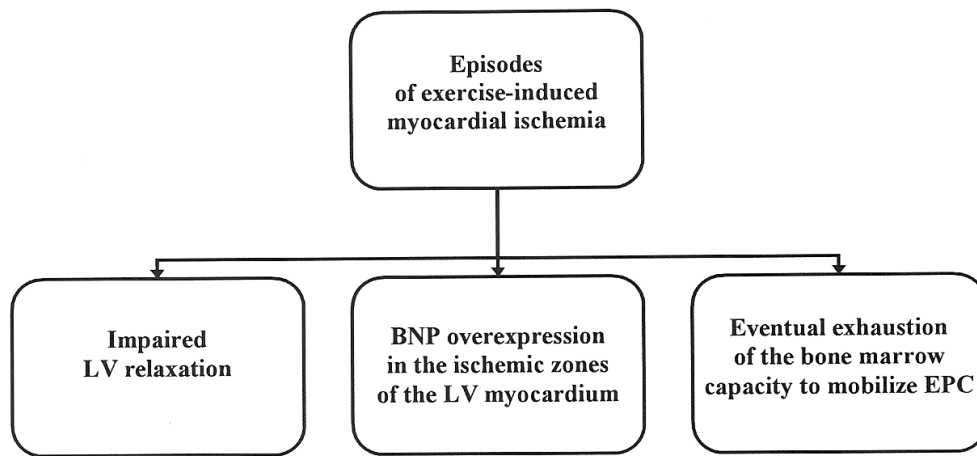 Episodes
of exercise-induced
myocardial ischemia
Impaired
LV relaxation
BNP overexpression
in the ischemic zones
of the LV myocardium
Eventual exhaustion
of the bone marrow
capacity to mobilize EPC